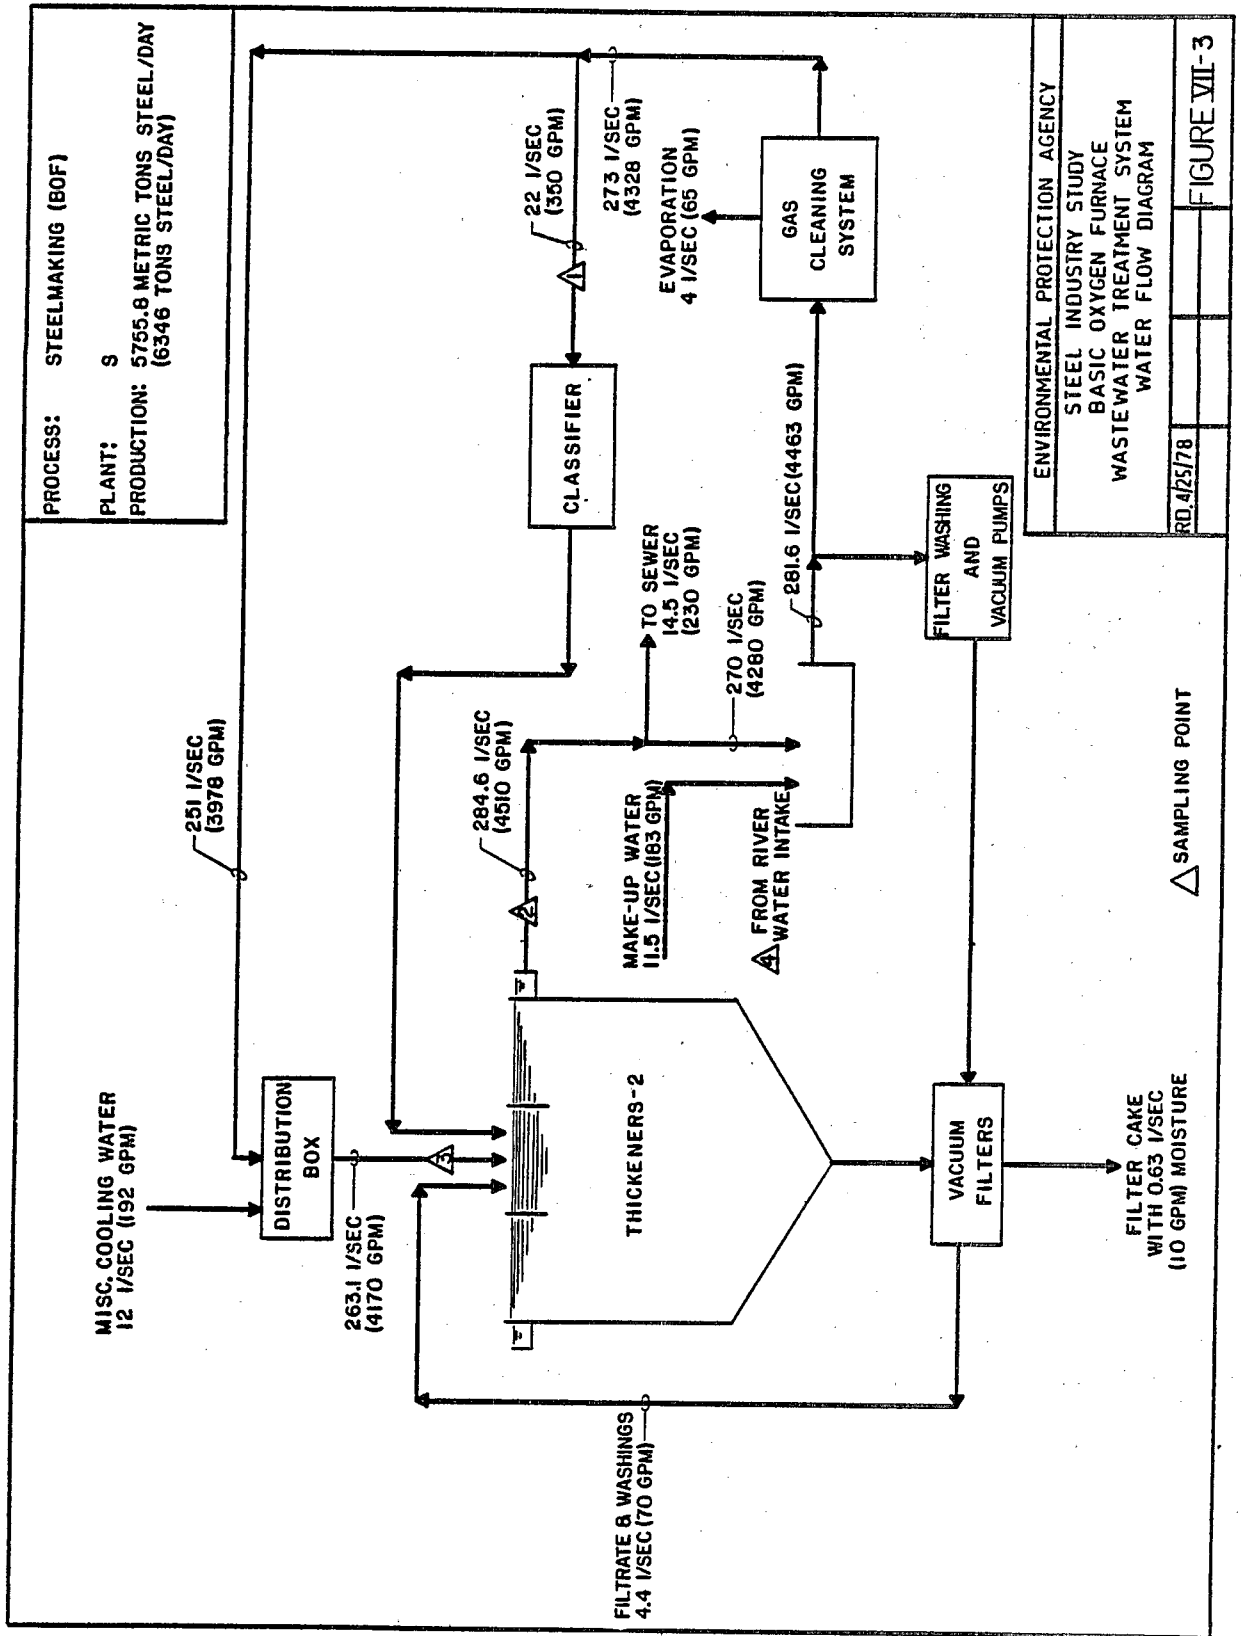 PROCESS: STEELMAKING (BOF)
PLANT: S
PRODUCTION: 5755.8 METRIC TONS STEEL/DAY
(6346 TONS STEEL/DAY)
MISC. COOLING WATER
12 l/SEC (192 GPM)
251 l/SEC
(3978 GPM)
DISTRIBUTION
BOX
263.1 l/SEC
(4170 GPM)
3
22 l/SEC
(350 GPM)
1
273 l/SEC
(4328 GPM)
CLASSIFIER
EVAPORATION
4 l/SEC (65 GPM)
GAS
CLEANING
SYSTEM
284.6 l/SEC
(4510 GPM)
2
TO SEWER
14.5 l/SEC
(230 GPM)
270 l/SEC
(4280 GPM)
MAKE-UP WATER
11.5 l/SEC (183 GPM)
4 FROM RIVER
WATER INTAKE
281.6 l/SEC (4463 GPM)
THICKENERS-2
FILTER WASHING
AND
VACUUM PUMPS
VACUUM
FILTERS
FILTRATE & WASHINGS
4.4 l/SEC (70 GPM)
FILTER CAKE
WITH 0.63 l/SEC
(10 GPM) MOISTURE
SAMPLING POINT
ENVIRONMENTAL PROTECTION AGENCY
STEEL INDUSTRY STUDY
BASIC OXYGEN FURNACE
WASTEWATER TREATMENT SYSTEM
WATER FLOW DIAGRAM
RD. 4/25/78
FIGURE VII-3